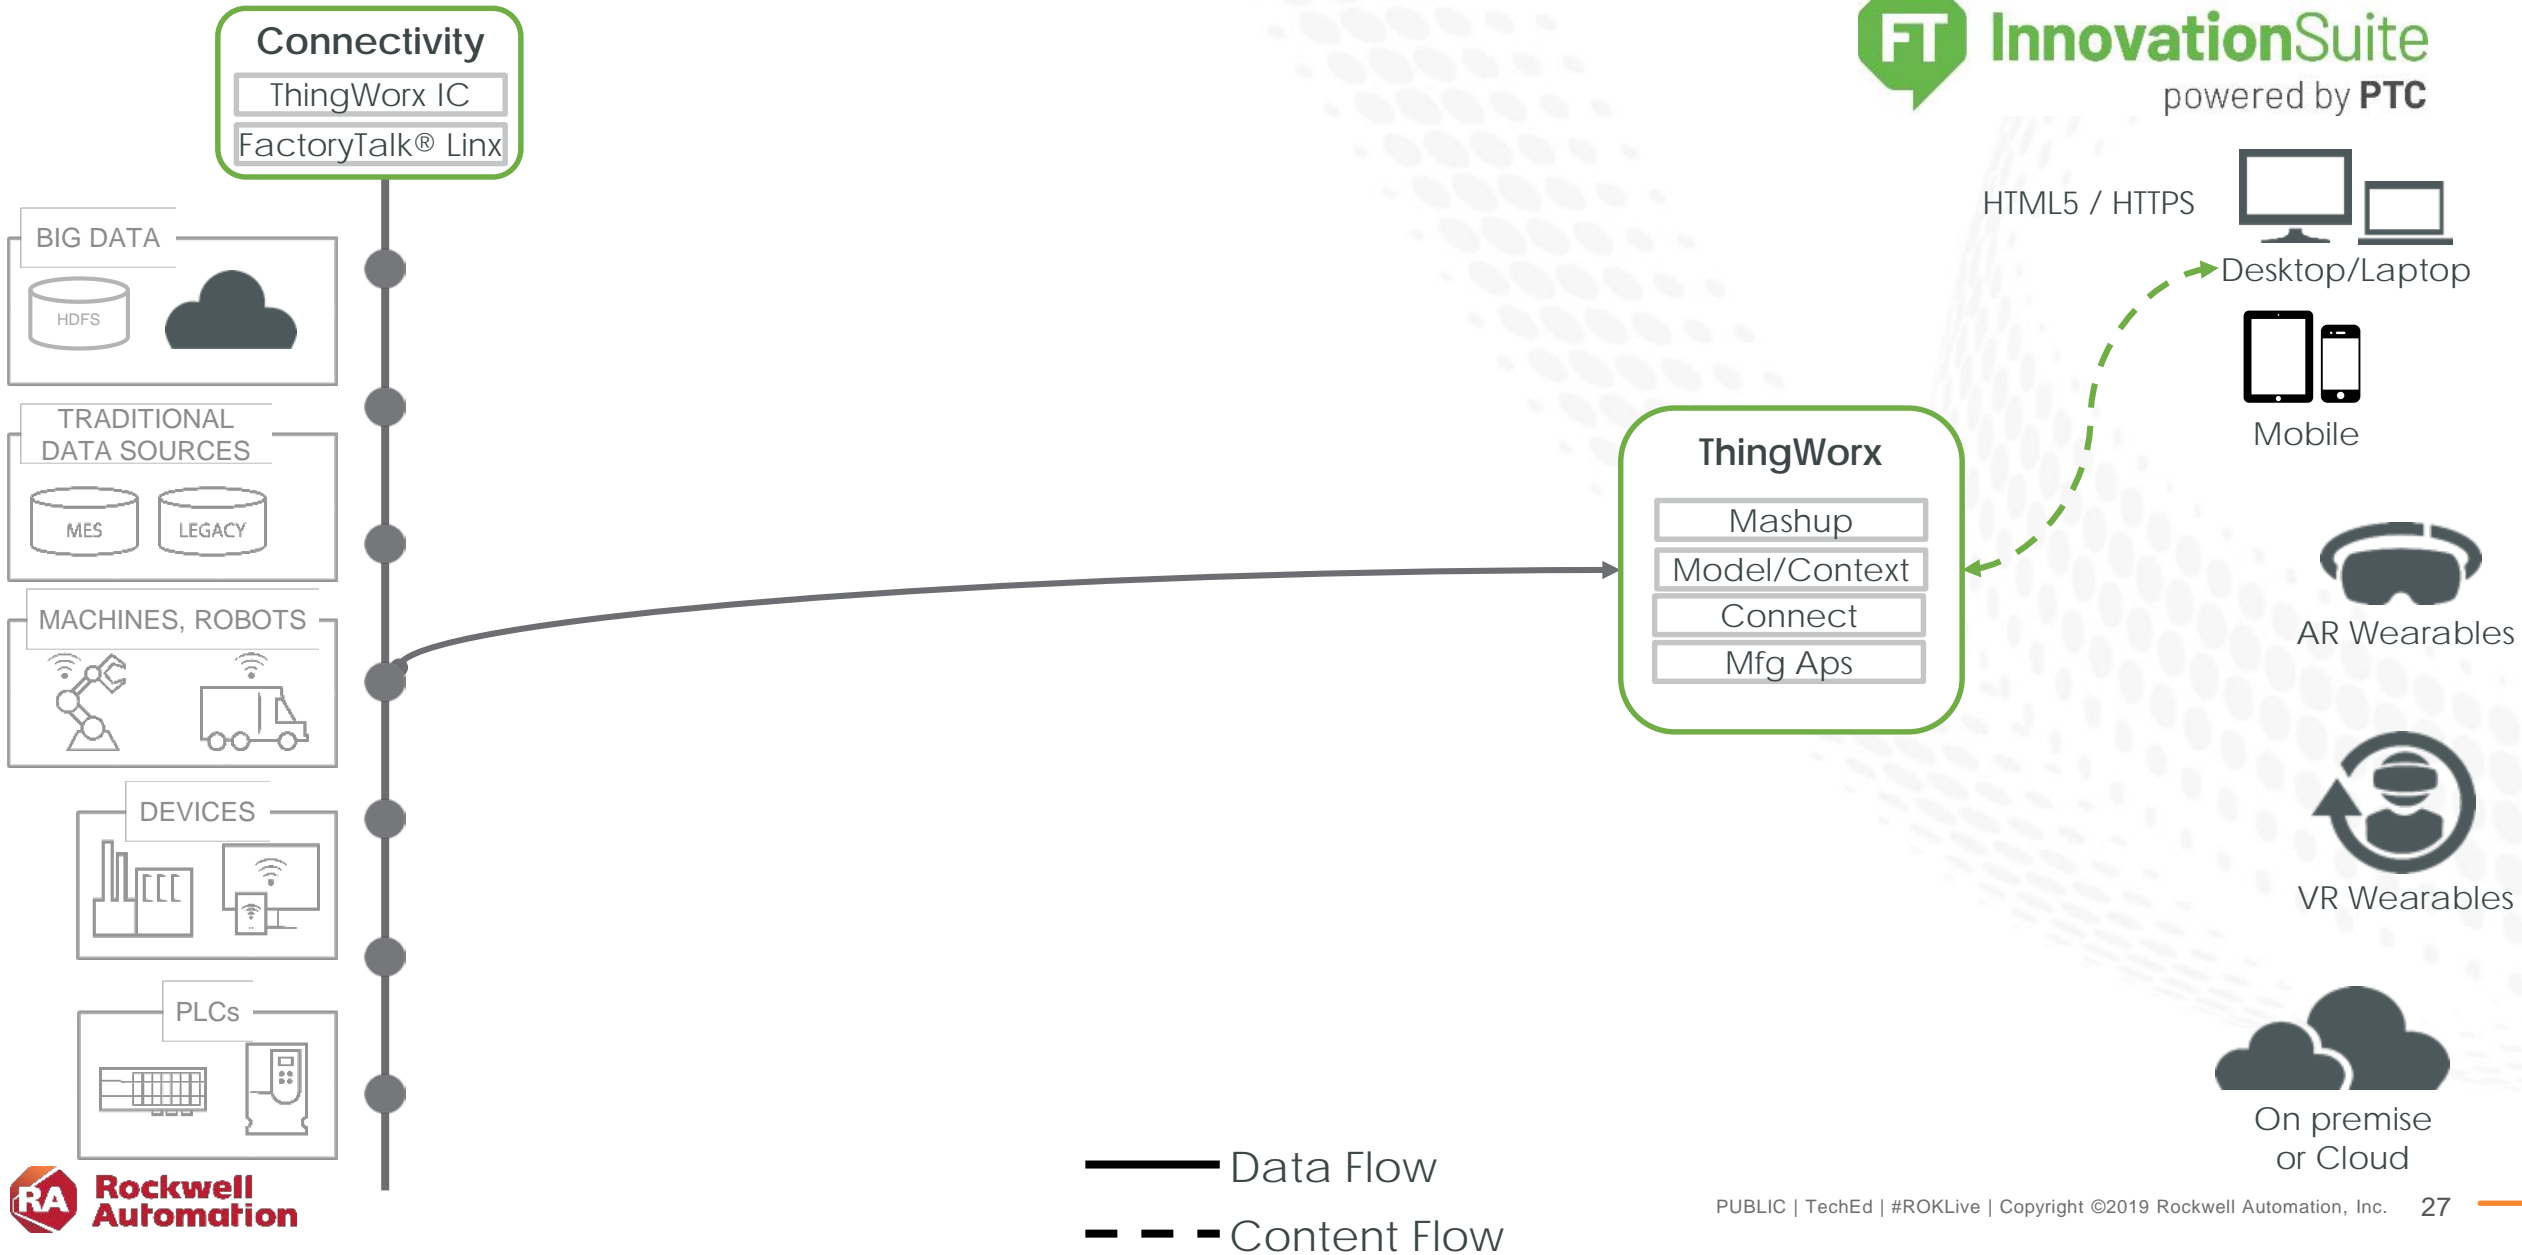 Connectivity
ThingWorx IC
FactoryTalk® Linx
FT InnovationSuite
powered by PTC
BIG DATA
HDFS
TRADITIONAL
DATA SOURCES
MES
LEGACY
MACHINES, ROBOTS
DEVICES
PLCs
ThingWorx
Mashup
Model/Context
Connect
Mfg Aps
HTML5 / HTTPS
Desktop/Laptop
Mobile
AR Wearables
VR Wearables
On premise
or Cloud
Data Flow
Content Flow
RA Rockwell
Automation
PUBLIC | TechEd | #ROKLive | Copyright ©2019 Rockwell Automation, Inc. 27